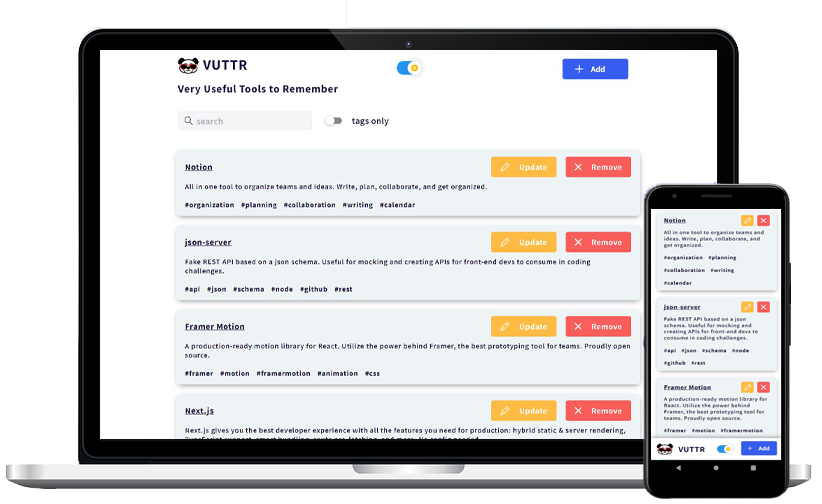 VUTTR
+ Add
Very Useful Tools to Remember
search
tags only
Notion
Update
Remove
All in one tool to organize teams and ideas. Write, plan, collaborate, and get organized.
#organization #planning #collaboration #writing #calendar
json-server
Update
Remove
Fake REST API based on a json schema. Useful for mocking and creating APIs for front-end devs to consume in coding
challenges.
#api #json #schema #node #github #rest
Framer Motion
Update
Remove
A production-ready motion library for React. Utilize the power behind Framer, the best prototyping tool for teams. Proudly open
source.
#framer #motion #framermotion #animation #css
Next.js
Update
Remove
Next.js gives you the best developer experience with all the features you need for production: hybrid static & server rendering,
Notion
All in one tool to organize teams and
ideas. Write, plan, collaborate, and
get organized.
#organization #planning
#collaboration #writing
#calendar
json-server
Fake REST API based on a json
schema. Useful for mocking and
creating APIs for front-end devs to
consume in coding challenges.
#api #json #schema #node
#github #rest
Framer Motion
A production-ready motion library for
React. Utilize the power behind
Framer, the best prototyping tool for
teams. Proudly open source.
#framer #motion #framermotion
VUTTR
+ Add